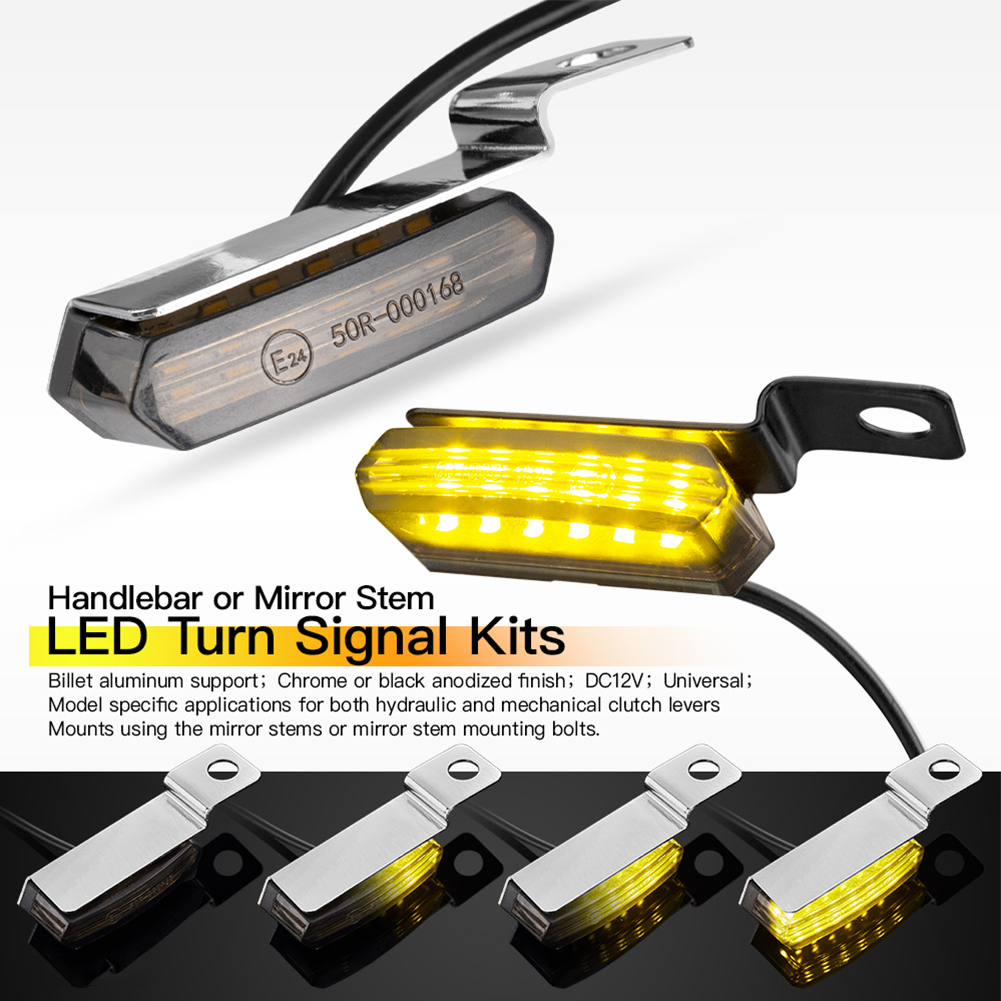 E24 50R-000168
Handlebar or Mirror Stem
LED Turn Signal Kits
Billet aluminum support; Chrome or black anodized finish; DC12V; Universal;
Model specific applications for both hydraulic and mechanical clutch levers
Mounts using the mirror stems or mirror stem mounting bolts.